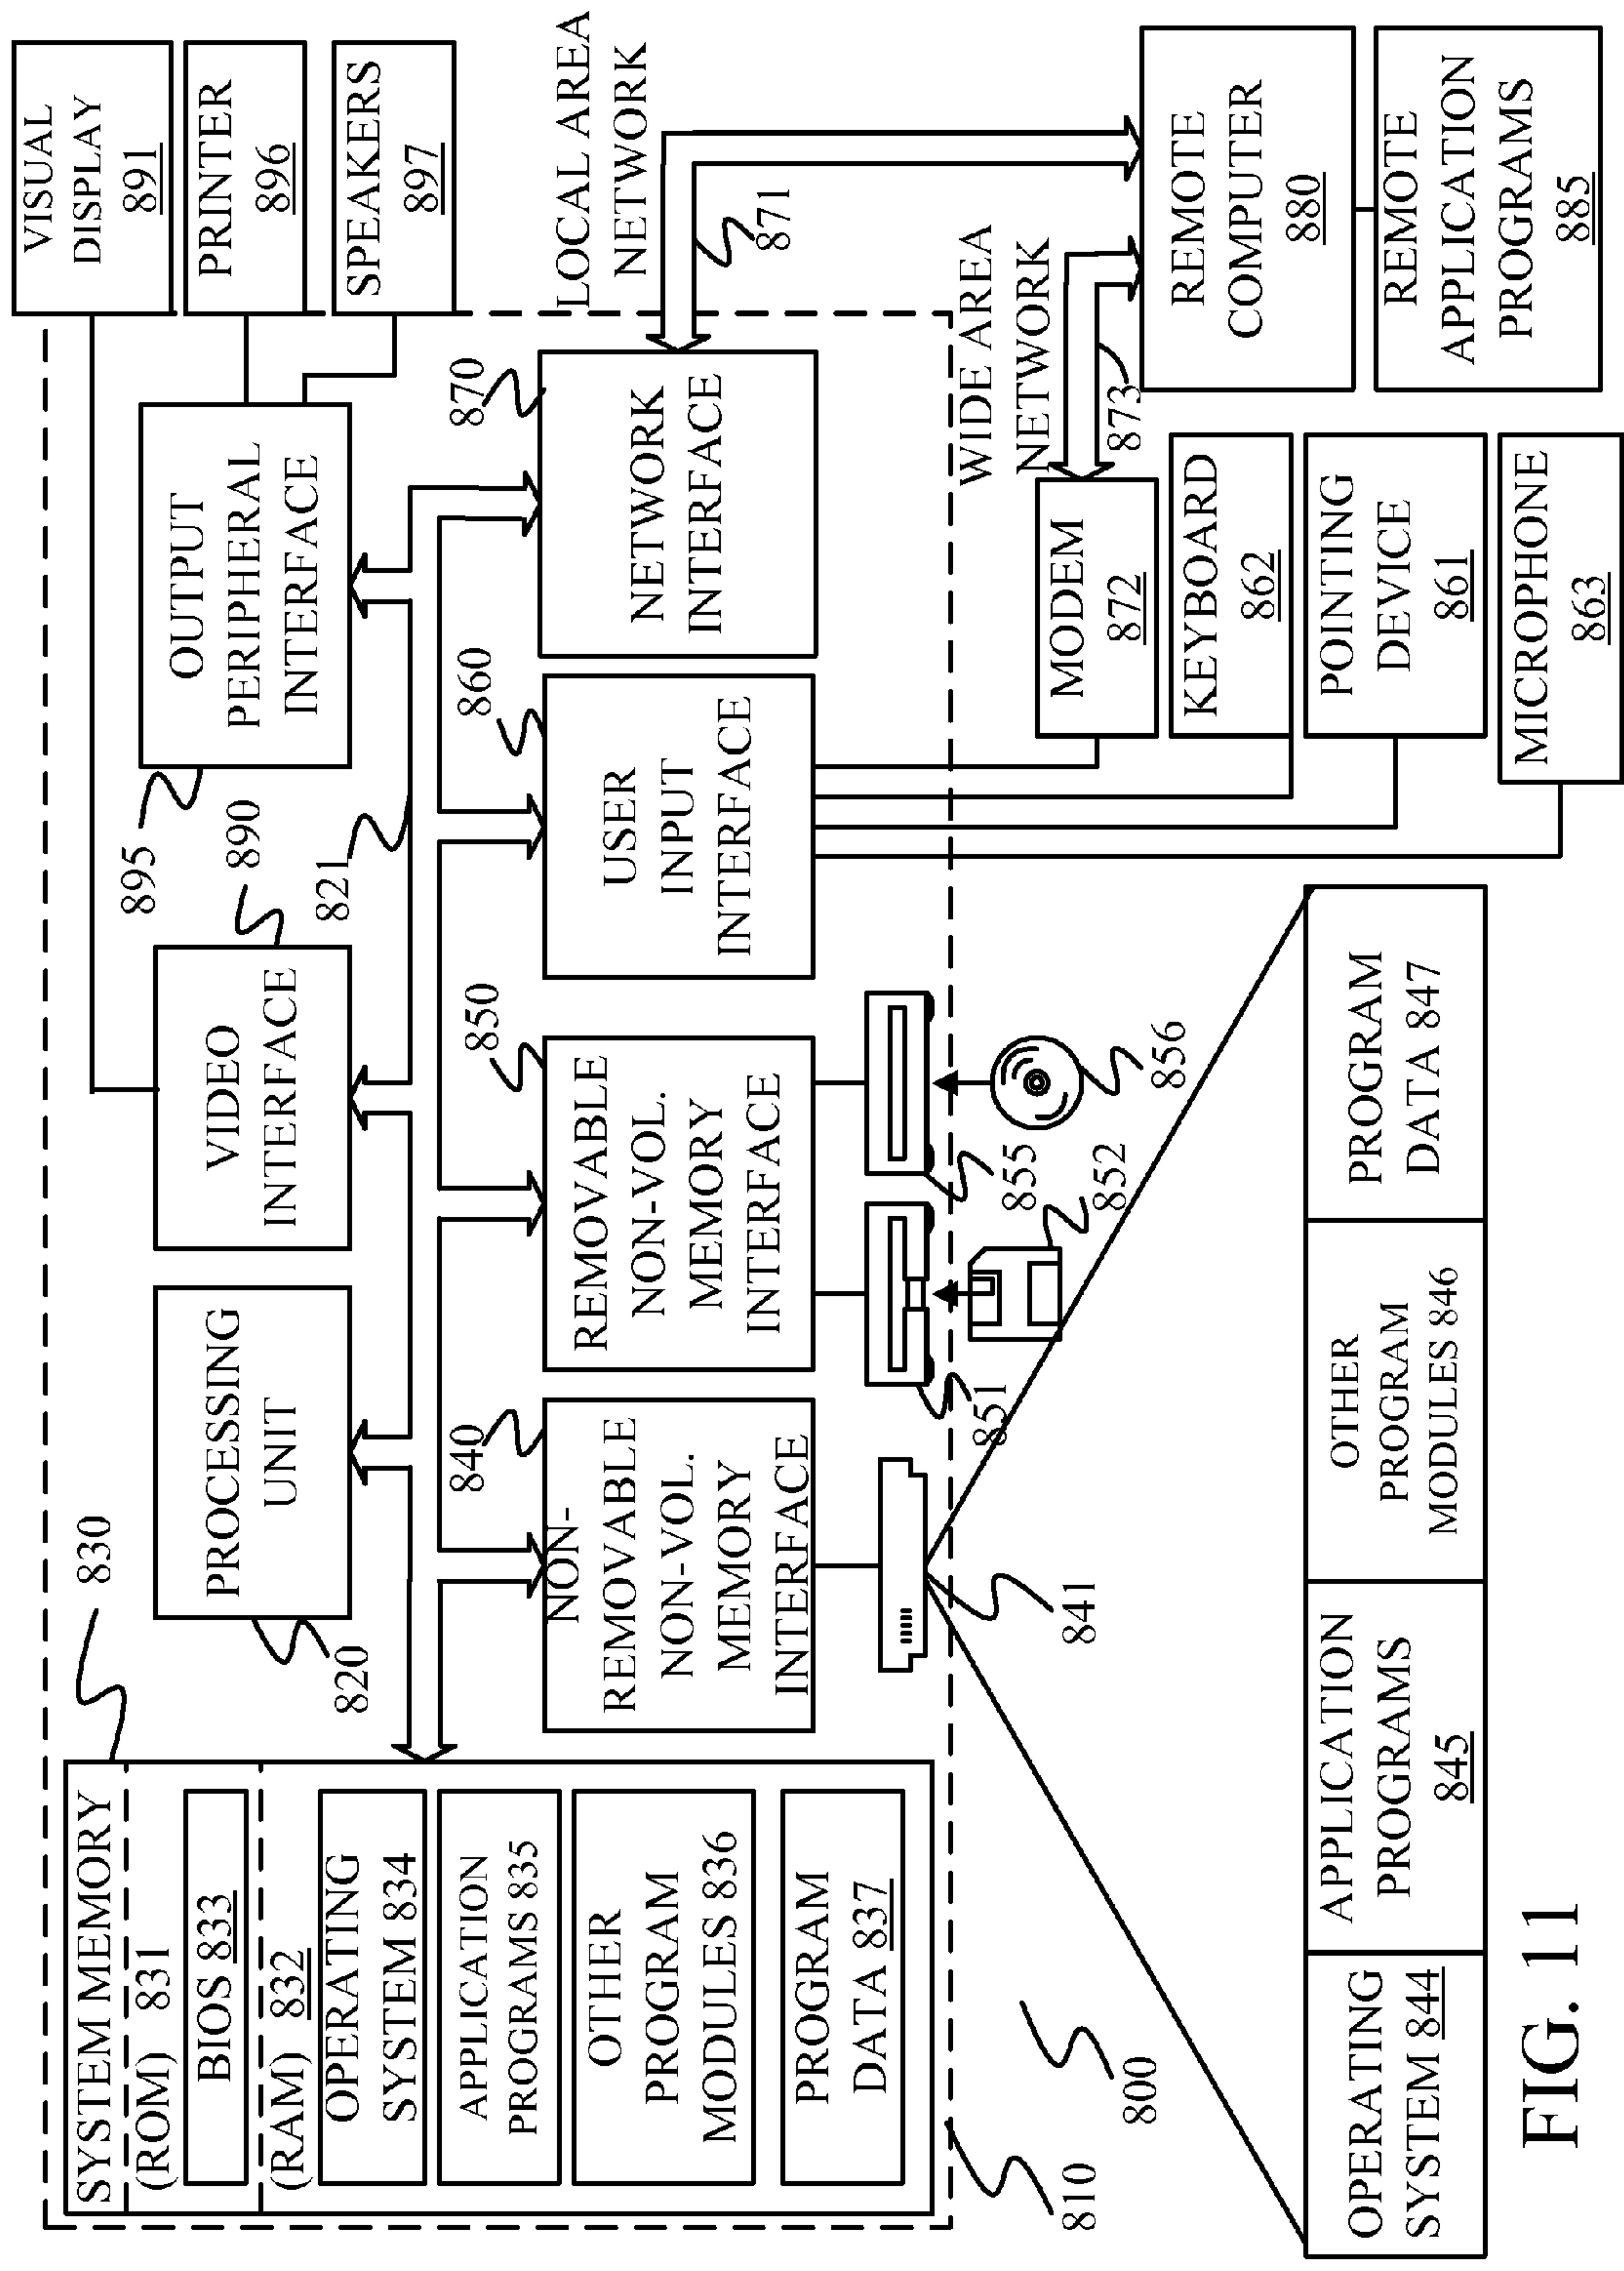 SYSTEM MEMORY
(ROM) 831
BIOS 833
(RAM) 832
OPERATING
SYSTEM 834
APPLICATION
PROGRAMS 835
OTHER
PROGRAM
MODULES 836
PROGRAM
DATA 837
830
PROCESSING
UNIT
820
VIDEO
INTERFACE
890
821
OUTPUT
PERIPHERAL
INTERFACE
895
VISUAL
DISPLAY
891
PRINTER
896
SPEAKERS
897
NON-
REMOVABLE
NON-VOL.
MEMORY
INTERFACE
840
REMOVABLE
NON-VOL.
MEMORY
INTERFACE
850
USER
INPUT
INTERFACE
860
NETWORK
INTERFACE
870
LOCAL AREA
NETWORK
871
841
851
852
855
856
WIDE AREA
NETWORK
873
MODEM
872
KEYBOARD
862
POINTING
DEVICE
861
MICROPHONE
863
REMOTE
COMPUTER
880
REMOTE
APPLICATION
PROGRAMS
885
810
800
OPERATING
SYSTEM 844
APPLICATION
PROGRAMS
845
OTHER
PROGRAM
MODULES 846
PROGRAM
DATA 847
FIG. 11